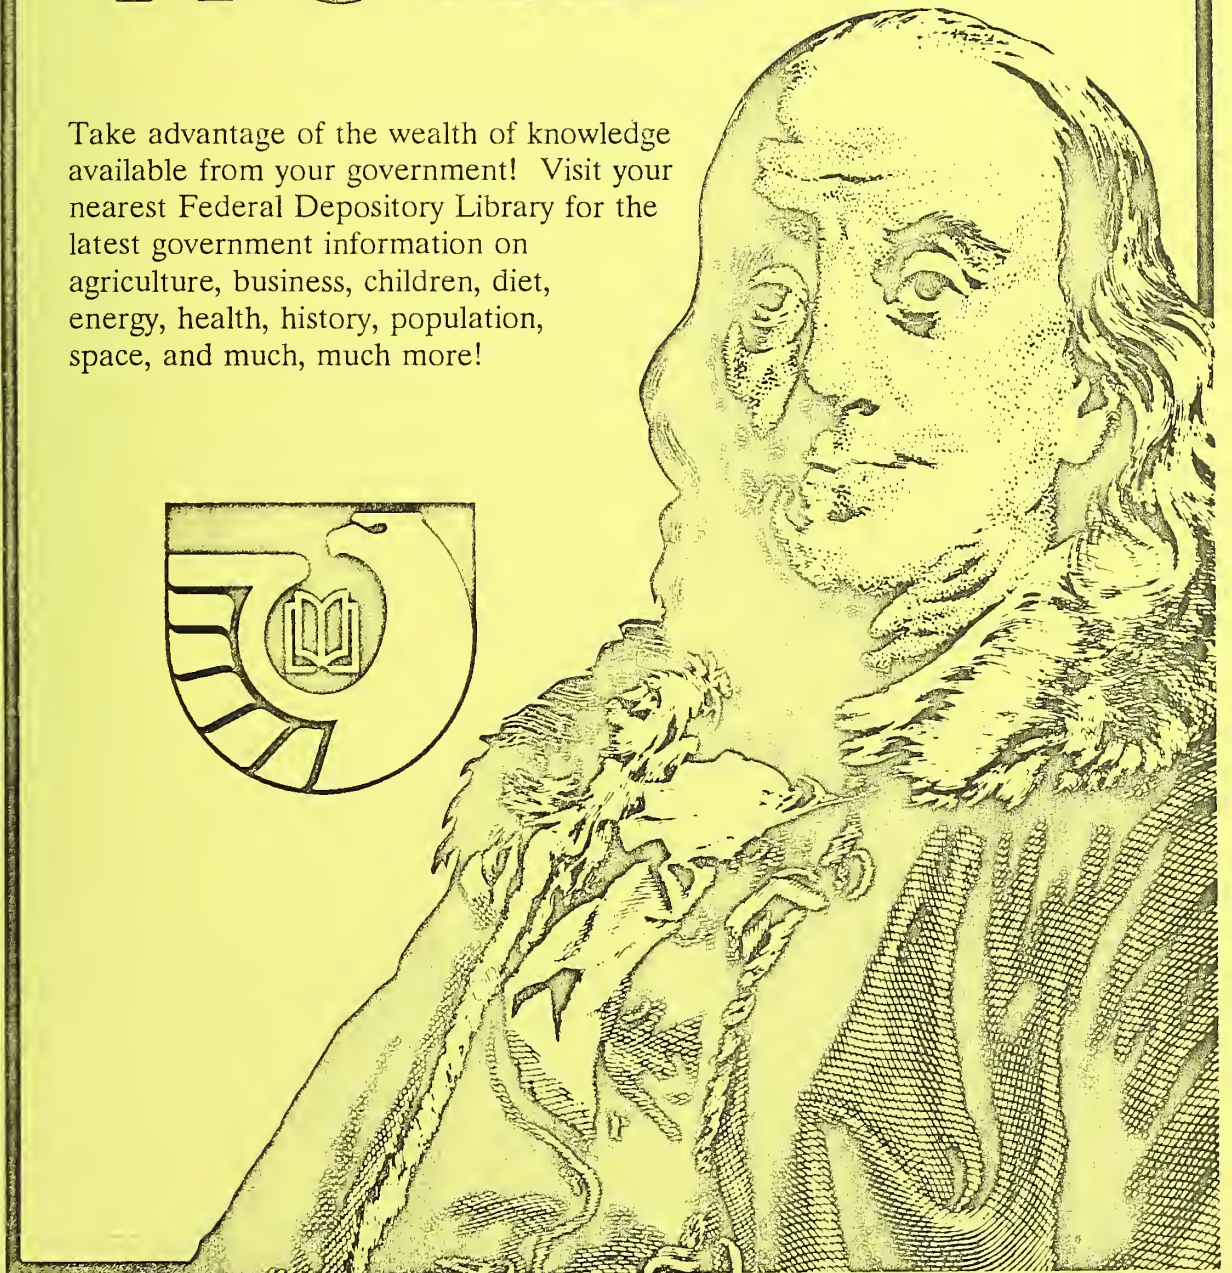 Take advantage of the wealth of knowledge
available from your government! Visit your
nearest Federal Depository Library for the
latest government information on
agriculture, business, children, diet,
energy, health, history, population,
space, and much, much more!